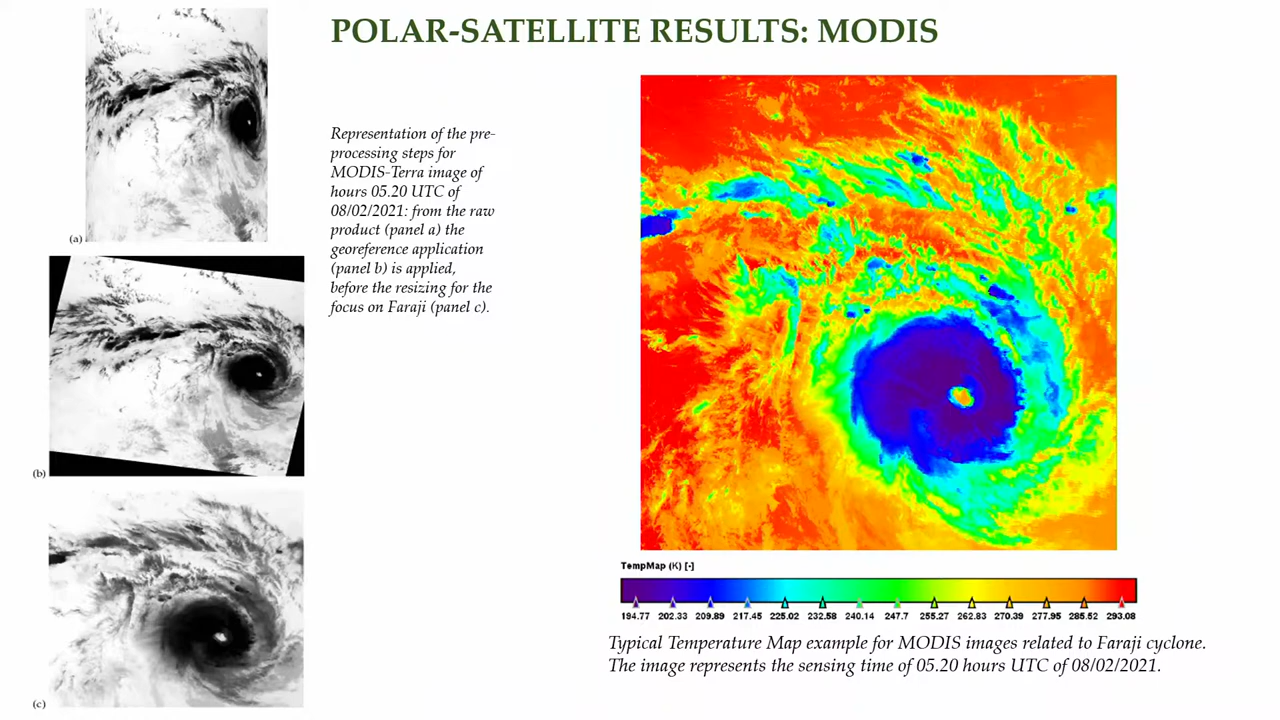 POLAR-SATELLITE RESULTS: MODIS
Representation of the pre-
processing steps for
MODIS-Terra image of
hours 05.20 UTC of
08/02/2021: from the raw
product (panel a) the
georeference application
(panel b) is applied,
before the resizing for the
focus on Faraji (panel c).
(a)
(b)
(c)
TempMap (K) [-]
194.77 202.33 209.89 217.45 225.02 232.58 240.14 247.7 255.27 262.83 270.39 277.95 285.52 293.08
Typical Temperature Map example for MODIS images related to Faraji cyclone.
The image represents the sensing time of 05.20 hours UTC of 08/02/2021.